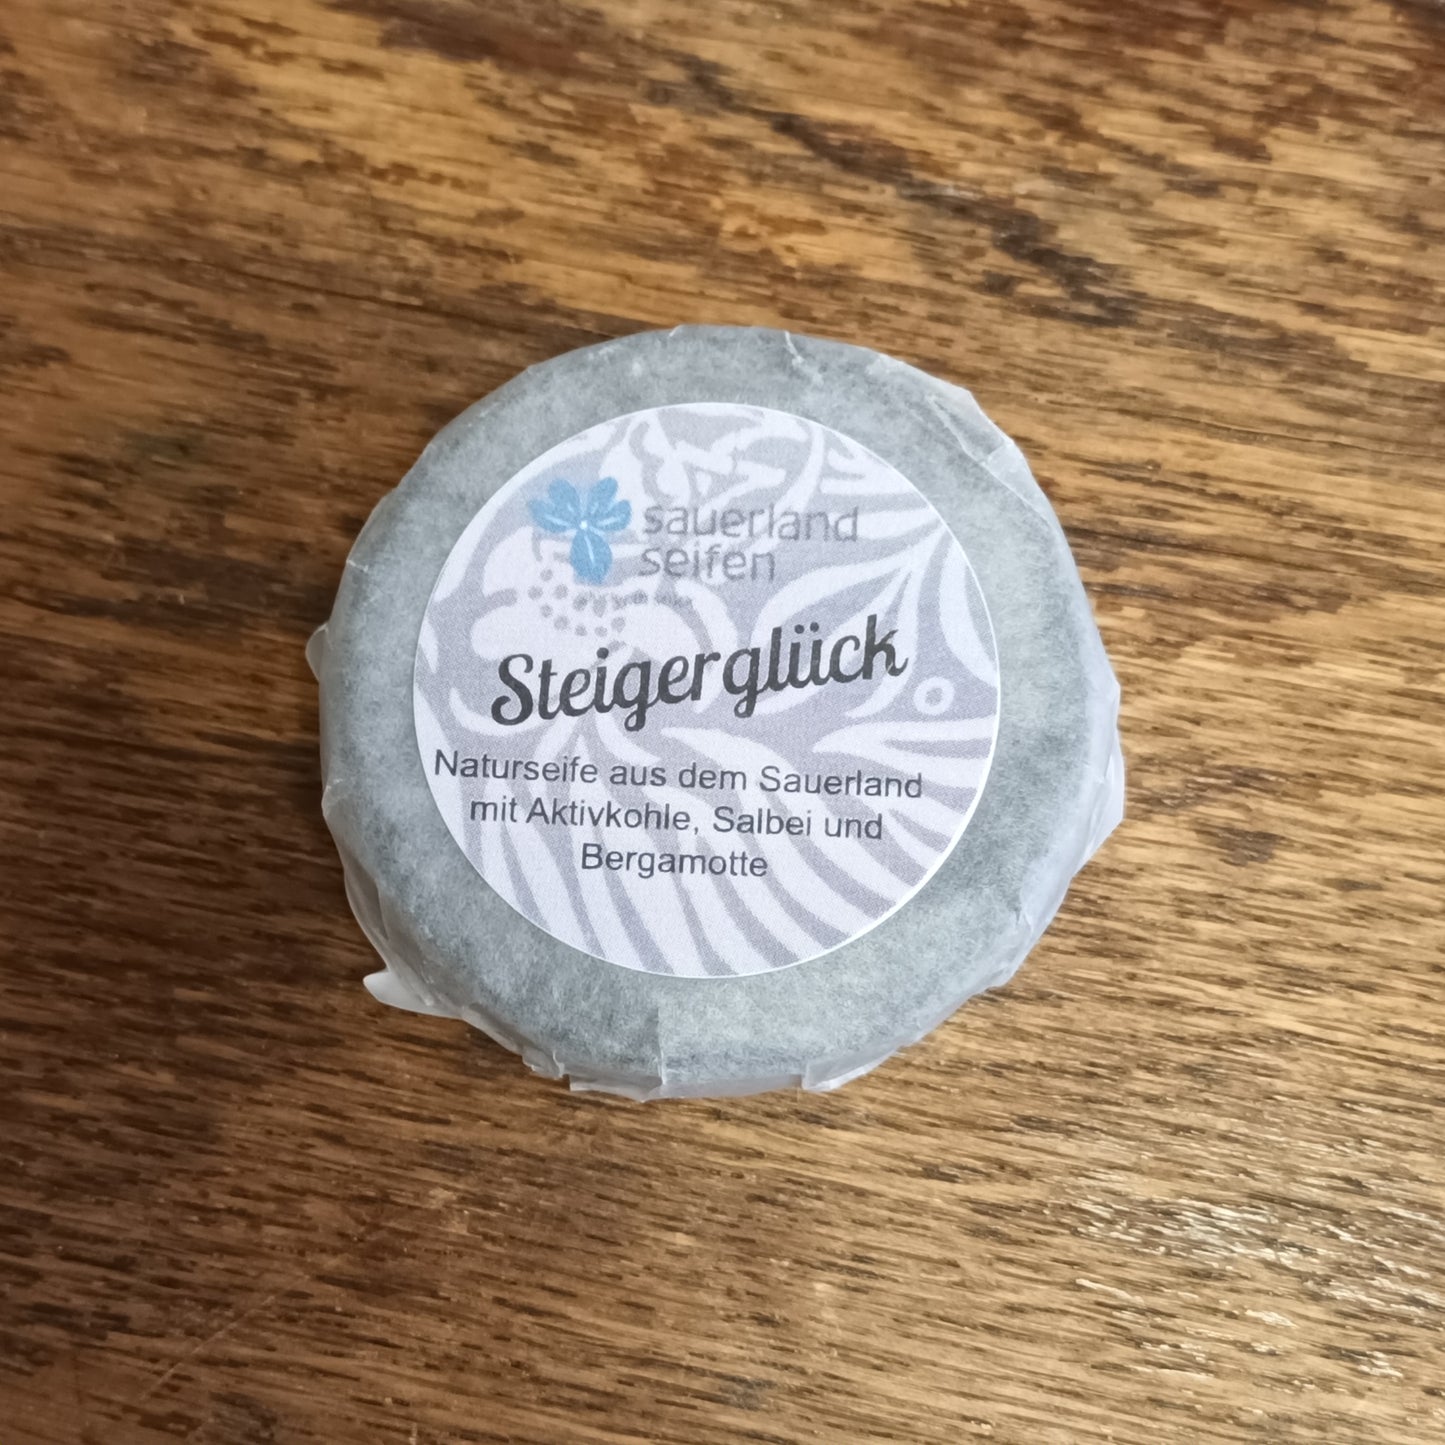 sauerland
seifen
Steigerglück
Naturseife aus dem Sauerland
mit Aktivkohle, Salbei und
Bergamotte